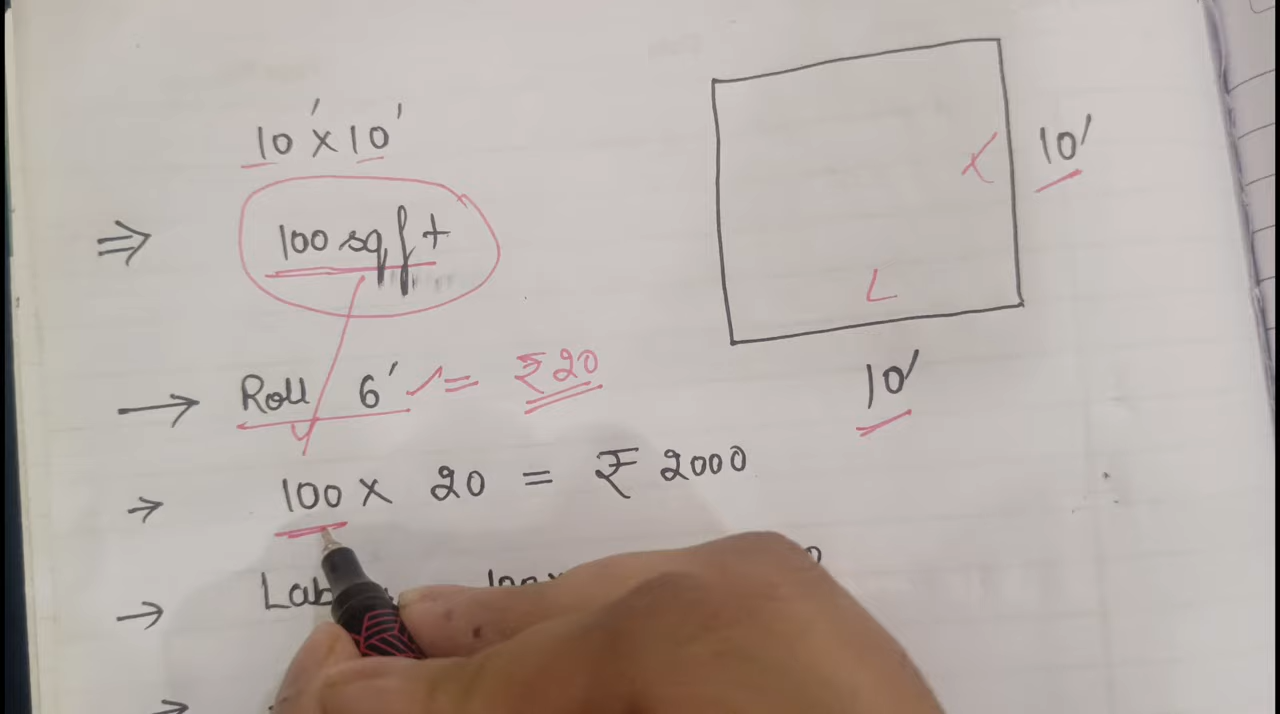 10' x 10'
⇒ 100 sq ft
10'
10'
→ Roll 6' ✓ = ₹20
→ 100 x 20 = ₹ 2000
→ 
→